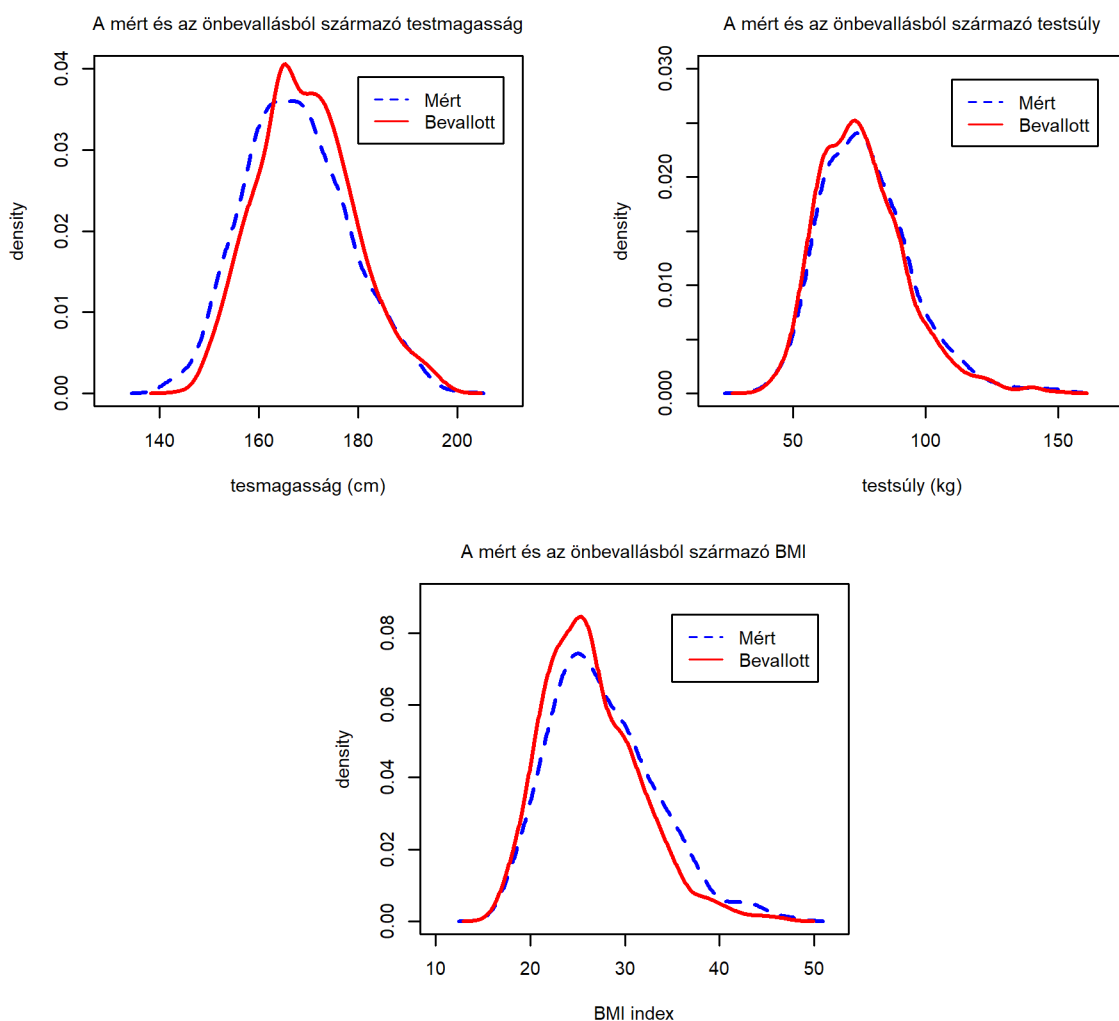 A mért és az önbevallásból származó testmagasság
density
0.00 0.01 0.02 0.03 0.04
Mért
Bevallott
140 160 180 200
tesmagasság (cm)
A mért és az önbevallásból származó testsúly
density
0.000 0.010 0.020 0.030
Mért
Bevallott
50 100 150
testsúly (kg)
A mért és az önbevallásból származó BMI
density
0.00 0.02 0.04 0.06 0.08
Mért
Bevallott
10 20 30 40 50
BMI index